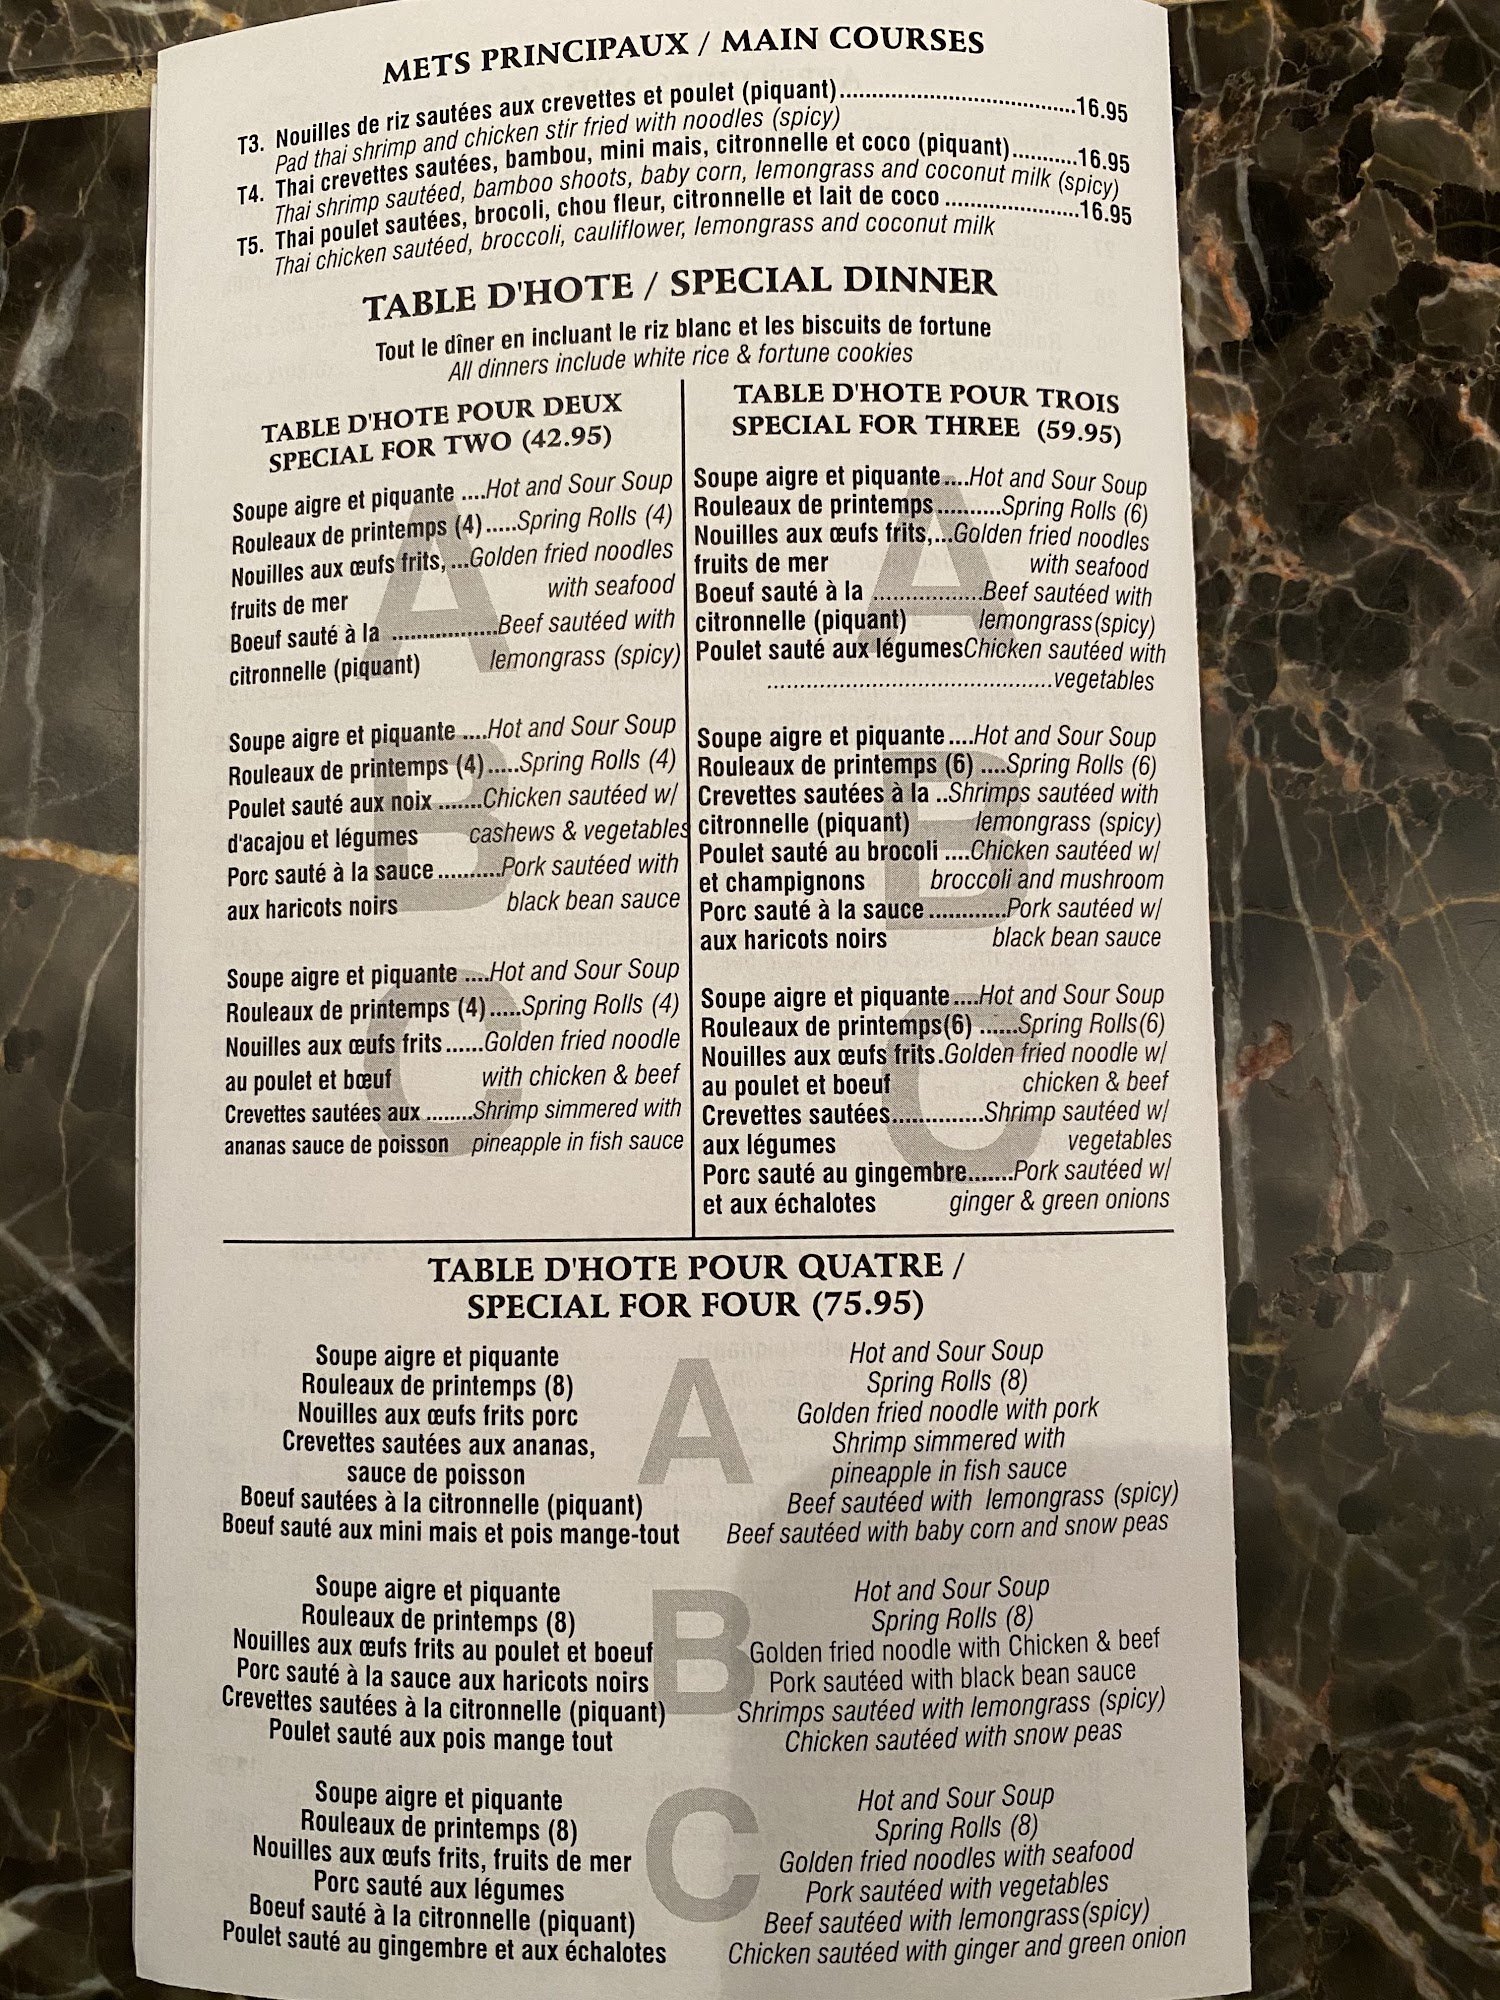 METS PRINCIPAUX / MAIN COURSES
T3. Nouilles de riz sautées aux crevettes et poulet (piquant)......................................16.95
Pad thai shrimp and chicken stir fried with noodles (spicy)
T4. Thai crevettes sautées, bambou, mini mais, citronnelle et coco (piquant)...........16.95
Thai shrimp sautéed, bamboo shoots, baby corn, lemongrass and coconut milk (spicy)
T5. Thai poulet sautées, brocoli, chou fleur, citronnelle et lait de coco ......................16.95
Thai chicken sautéed, broccoli, cauliflower, lemongrass and coconut milk
TABLE D'HOTE / SPECIAL DINNER
Tout le dîner en incluant le riz blanc et les biscuits de fortune
All dinners include white rice & fortune cookies
TABLE D'HOTE POUR DEUX
SPECIAL FOR TWO (42.95)
A
Soupe aigre et piquante ....Hot and Sour Soup
Rouleaux de printemps (4).....Spring Rolls (4)
Nouilles aux œufs frits, ...Golden fried noodles
fruits de mer with seafood
Boeuf sauté à la .................Beef sautéed with
citronnelle (piquant) lemongrass (spicy)
B
Soupe aigre et piquante ....Hot and Sour Soup
Rouleaux de printemps (4).....Spring Rolls (4)
Poulet sauté aux noix .......Chicken sautéed w/
d'acajou et légumes cashews & vegetables
Porc sauté à la sauce..........Pork sautéed with
aux haricots noirs black bean sauce
C
Soupe aigre et piquante ....Hot and Sour Soup
Rouleaux de printemps (4).....Spring Rolls (4)
Nouilles aux œufs frits......Golden fried noodle
au poulet et bœuf with chicken & beef
Crevettes sautées aux ........Shrimp simmered with
ananas sauce de poisson pineapple in fish sauce
TABLE D'HOTE POUR TROIS
SPECIAL FOR THREE (59.95)
A
Soupe aigre et piquante....Hot and Sour Soup
Rouleaux de printemps..........Spring Rolls (6)
Nouilles aux œufs frits,...Golden fried noodles
fruits de mer with seafood
Boeuf sauté à la .................Beef sautéed with
citronnelle (piquant) lemongrass(spicy)
Poulet sauté aux légumesChicken sautéed with
............................................vegetables
B
Soupe aigre et piquante....Hot and Sour Soup
Rouleaux de printemps (6) ....Spring Rolls (6)
Crevettes sautées à la ..Shrimps sautéed with
citronnelle (piquant) lemongrass (spicy)
Poulet sauté au brocoli ....Chicken sautéed w/
et champignons broccoli and mushroom
Porc sauté à la sauce ............Pork sautéed w/
aux haricots noirs black bean sauce
C
Soupe aigre et piquante....Hot and Sour Soup
Rouleaux de printemps(6) ......Spring Rolls(6)
Nouilles aux œufs frits.Golden fried noodle w/
au poulet et boeuf chicken & beef
Crevettes sautées..............Shrimp sautéed w/
aux légumes vegetables
Porc sauté au gingembre.......Pork sautéed w/
et aux échalotes ginger & green onions
TABLE D'HOTE POUR QUATRE /
SPECIAL FOR FOUR (75.95)
A
Soupe aigre et piquante Hot and Sour Soup
Rouleaux de printemps (8) Spring Rolls (8)
Nouilles aux œufs frits porc Golden fried noodle with pork
Crevettes sautées aux ananas, Shrimp simmered with
sauce de poisson pineapple in fish sauce
Boeuf sautées à la citronnelle (piquant) Beef sautéed with lemongrass (spicy)
Boeuf sauté aux mini mais et pois mange-tout Beef sautéed with baby corn and snow peas
B
Soupe aigre et piquante Hot and Sour Soup
Rouleaux de printemps (8) Spring Rolls (8)
Nouilles aux œufs frits au poulet et boeuf Golden fried noodle with Chicken & beef
Porc sauté à la sauce aux haricots noirs Pork sautéed with black bean sauce
Crevettes sautées à la citronnelle (piquant) Shrimps sautéed with lemongrass (spicy)
Poulet sauté aux pois mange tout Chicken sautéed with snow peas
C
Soupe aigre et piquante Hot and Sour Soup
Rouleaux de printemps (8) Spring Rolls (8)
Nouilles aux œufs frits, fruits de mer Golden fried noodles with seafood
Porc sauté aux légumes Pork sautéed with vegetables
Boeuf sauté à la citronnelle (piquant) Beef sautéed with lemongrass(spicy)
Poulet sauté au gingembre et aux échalotes Chicken sautéed with ginger and green onion